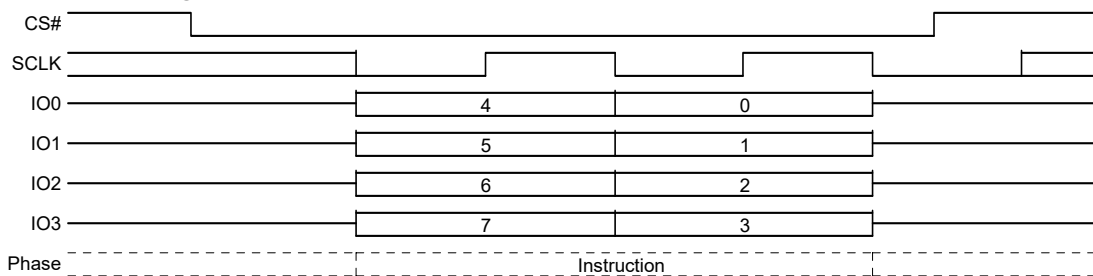 CS#
SCLK
IO0 4 0
IO1 5 1
IO2 6 2
IO3 7 3
Phase Instruction